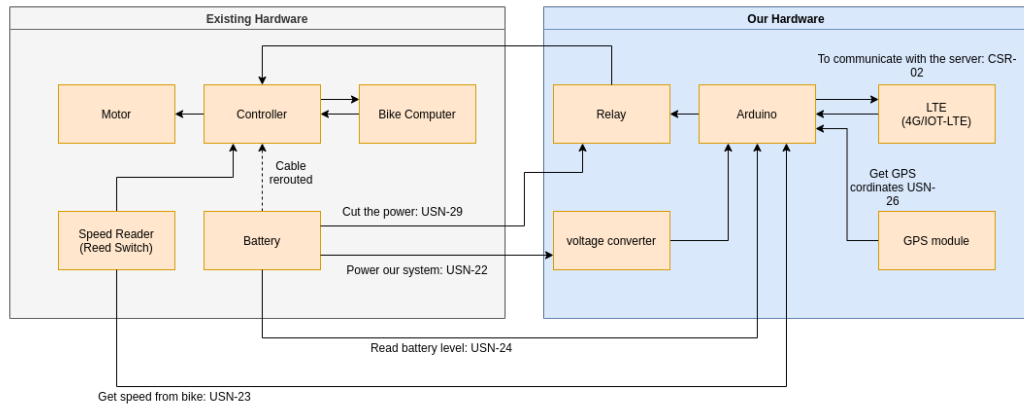 Existing Hardware
Our Hardware
To communicate with the server: CSR-
02
Motor
Controller
Bike Computer
Relay
Arduino
LTE
(4G/IOT-LTE)
Cable
rerouted
Get GPS
cordinates USN-
26
Cut the power: USN-29
Speed Reader
(Reed Switch)
Battery
voltage converter
GPS module
Power our system: USN-22
Read battery level: USN-24
Get speed from bike: USN-23